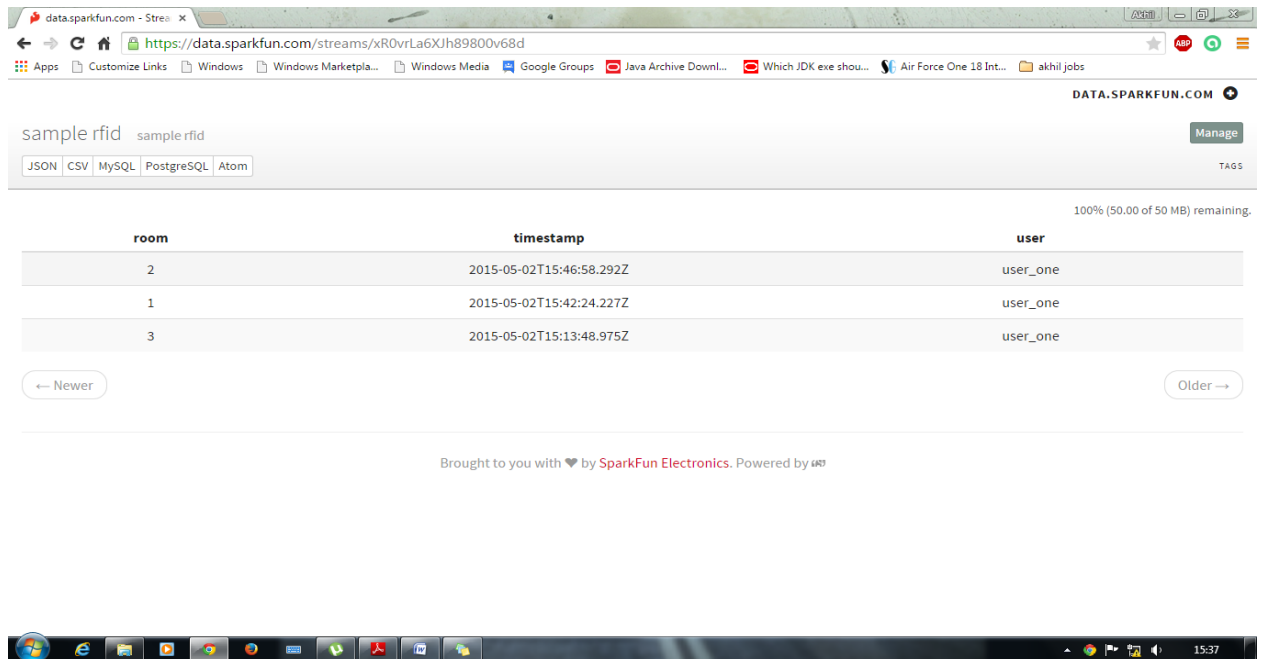 data.sparkfun.com - Strea
Akhil
https://data.sparkfun.com/streams/xR0vrLa6XJh89800v68d
ABP
Apps Customize Links Windows Windows Marketpla... Windows Media Google Groups Java Archive Downl... Which JDK exe shou... Air Force One 18 Int... akhil jobs
DATA.SPARKFUN.COM
sample rfid sample rfid
Manage
JSON CSV MySQL PostgreSQL Atom
TAGS
100% (50.00 of 50 MB) remaining.
room timestamp user
2 2015-05-02T15:46:58.292Z user_one
1 2015-05-02T15:42:24.227Z user_one
3 2015-05-02T15:13:48.975Z user_one
← Newer Older →
Brought to you with ❤ by SparkFun Electronics. Powered by
15:37